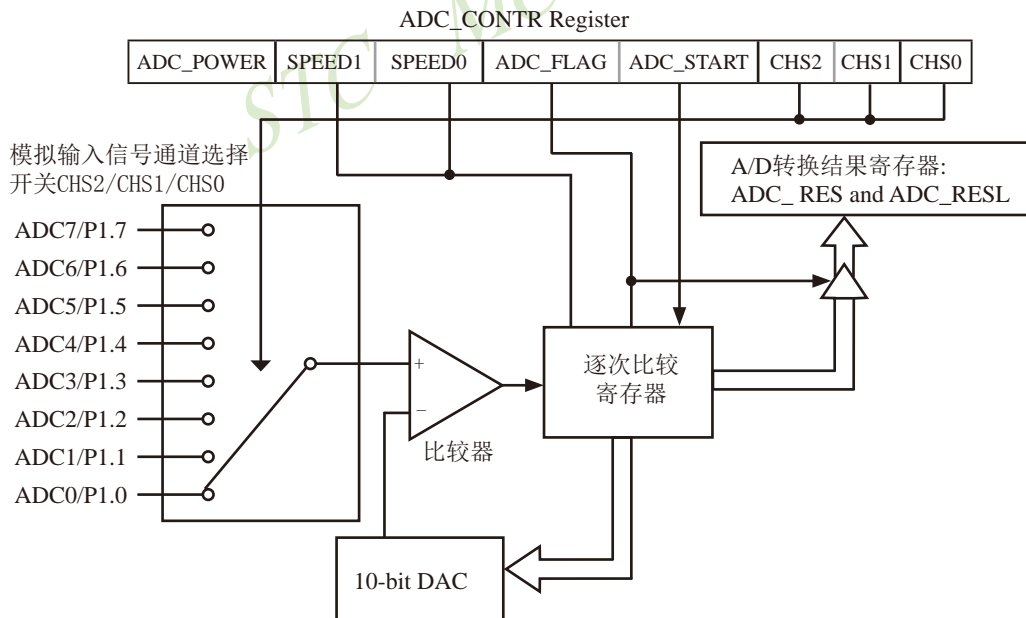 ADC_CONTR Register
STC MC
ADC_POWER SPEED1 SPEED0 ADC_FLAG ADC_START CHS2 CHS1 CHS0
模拟输入信号通道选择
开关CHS2/CHS1/CHS0
A/D转换结果寄存器:
ADC_ RES and ADC_RESL
ADC7/P1.7
ADC6/P1.6
ADC5/P1.5
ADC4/P1.4
ADC3/P1.3
ADC2/P1.2
ADC1/P1.1
ADC0/P1.0
+
−
比较器
逐次比较
寄存器
10-bit DAC